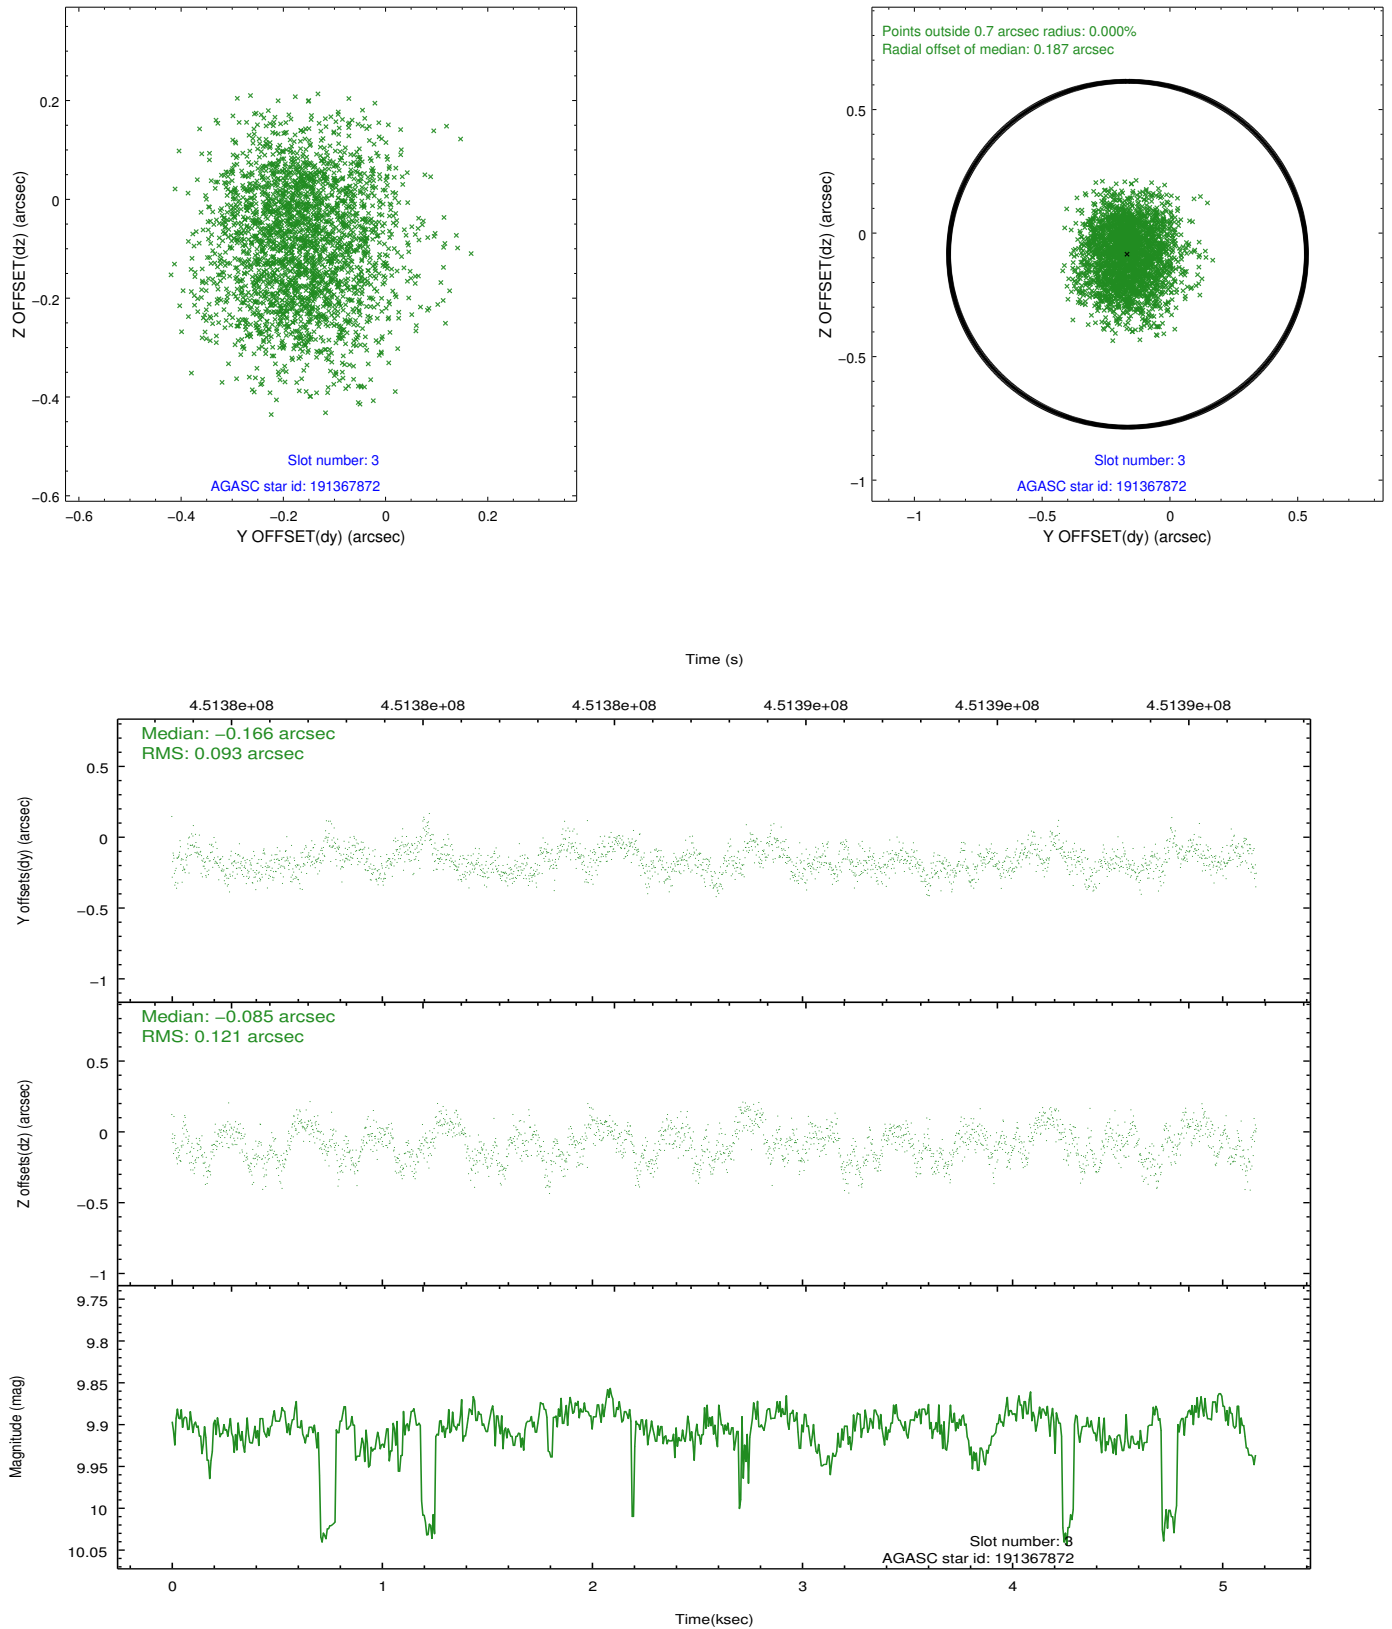 0.2
0
−0.2
−0.4
−0.6
Z OFFSET(dz) (arcsec)
Slot number: 3
AGASC star id: 191367872
−0.6 −0.4 −0.2 0 0.2
Y OFFSET(dy) (arcsec)
Points outside 0.7 arcsec radius: 0.000%
Radial offset of median: 0.187 arcsec
0.5
0
−0.5
−1
Z OFFSET(dz) (arcsec)
Slot number: 3
AGASC star id: 191367872
−1 −0.5 0 0.5
Y OFFSET(dy) (arcsec)
Time (s)
4.5138e+08 4.5138e+08 4.5138e+08 4.5139e+08 4.5139e+08 4.5139e+08
Median: −0.166 arcsec
RMS: 0.093 arcsec
0.5
0
−0.5
−1
Y offsets(dy) (arcsec)
Median: −0.085 arcsec
RMS: 0.121 arcsec
0.5
0
−0.5
−1
Z offsets(dz) (arcsec)
9.75
9.8
9.85
9.9
9.95
10
10.05
Magnitude (mag)
Slot number: 3
AGASC star id: 191367872
0 1 2 3 4 5
Time(ksec)